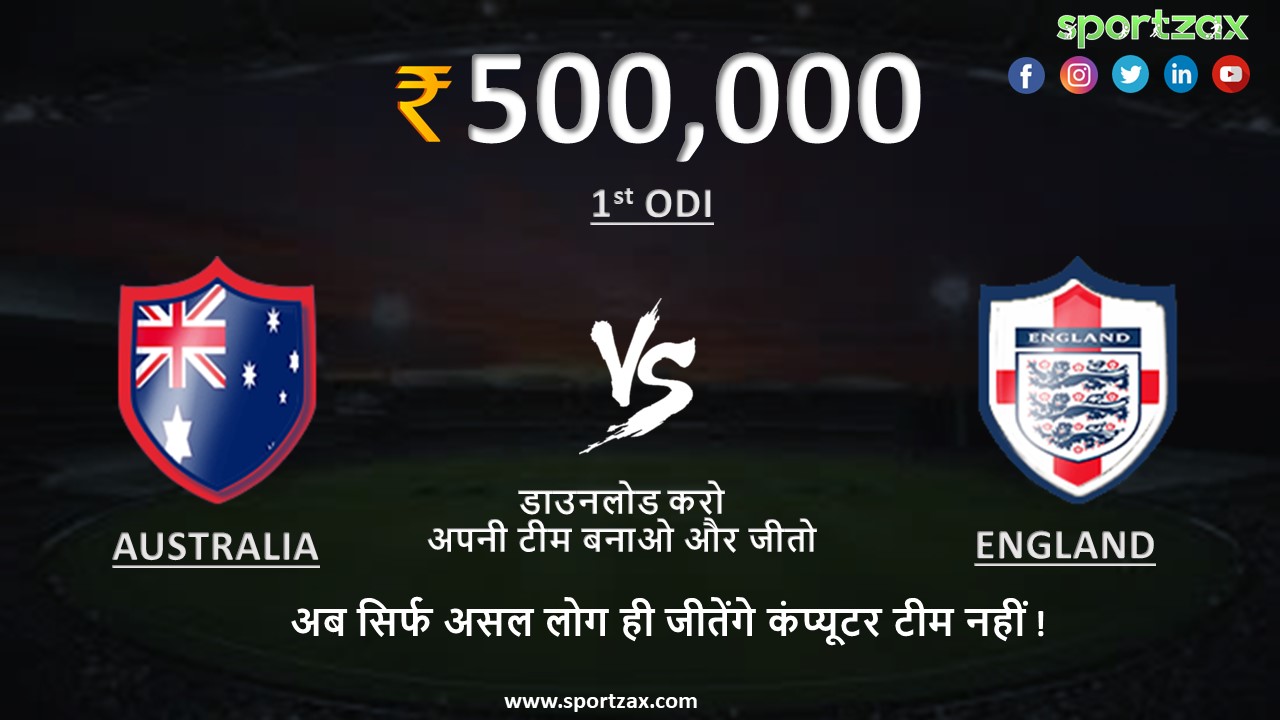 sportzax
₹500,000
1st ODI
ENGLAND
VS
डाउनलोड करो
अपनी टीम बनाओ और जीतो
AUSTRALIA
ENGLAND
अब सिर्फ असल लोग ही जीतेंगे कंप्यूटर टीम नहीं !
www.sportzax.com